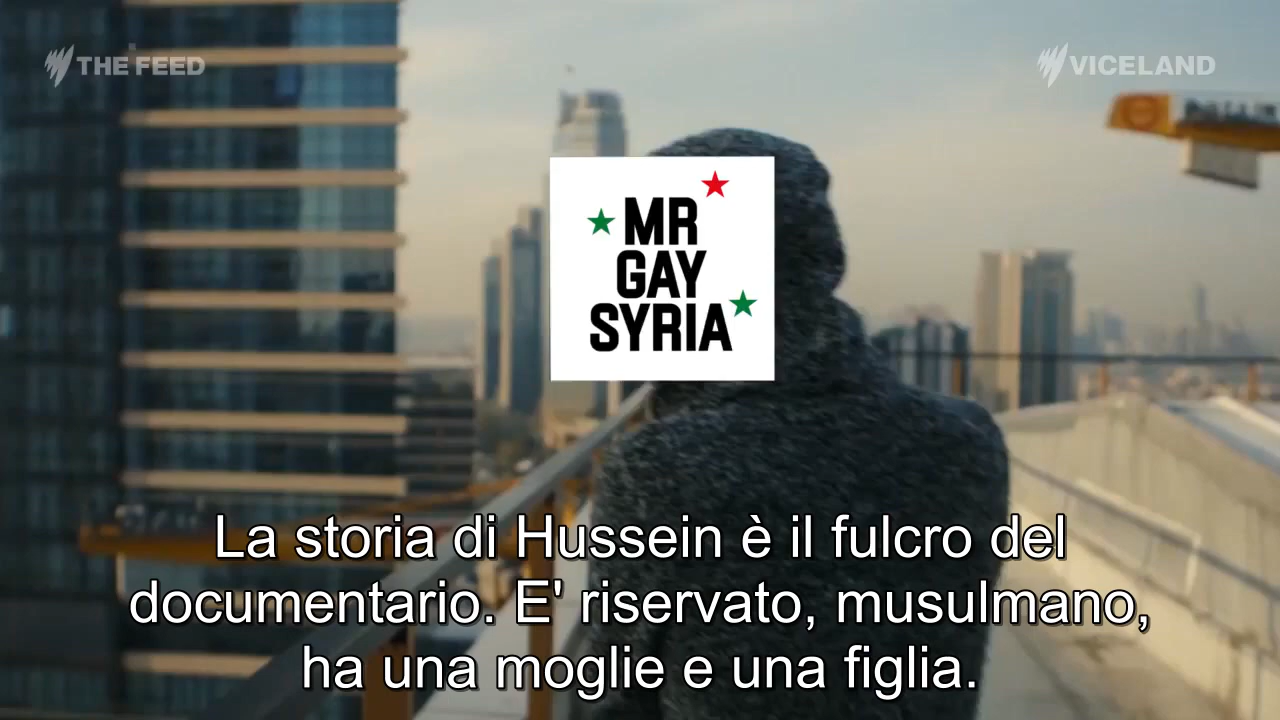 THE FEED
VICELAND
MR
GAY
SYRIA
La storia di Hussein è il fulcro del
documentario. E' riservato, musulmano,
ha una moglie e una figlia.